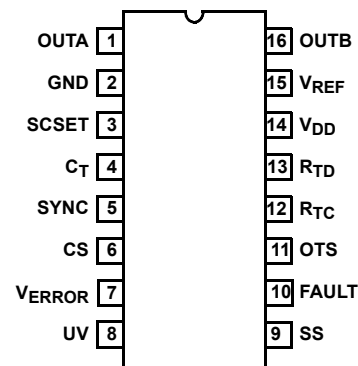 OUTA 1 16 OUTB
GND 2 15 VREF
SCSET 3 14 VDD
CT 4 13 RTD
SYNC 5 12 RTC
CS 6 11 OTS
VERROR 7 10 FAULT
UV 8 9 SS